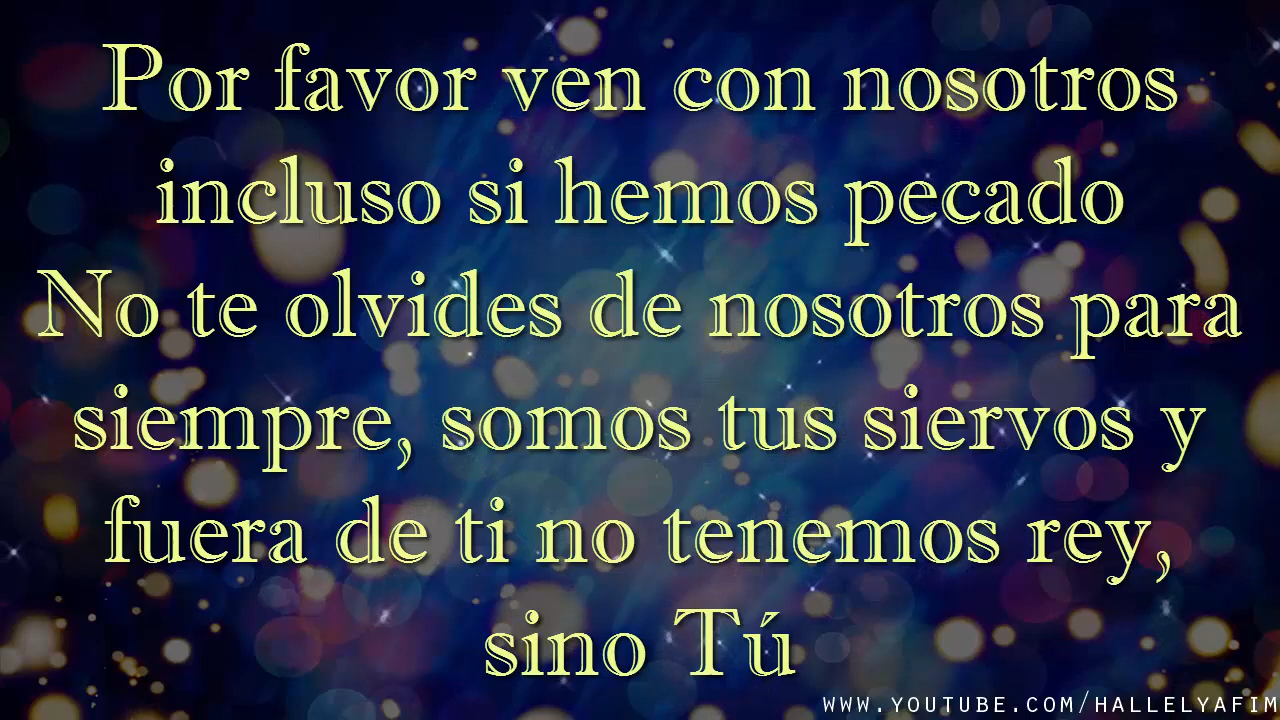 Por favor ven con nosotros
incluso si hemos pecado
No te olvides de nosotros para
siempre, somos tus siervos y
fuera de ti no tenemos rey,
sino Tú
WWW.YOUTUBE.COM/HALLELYAFIM